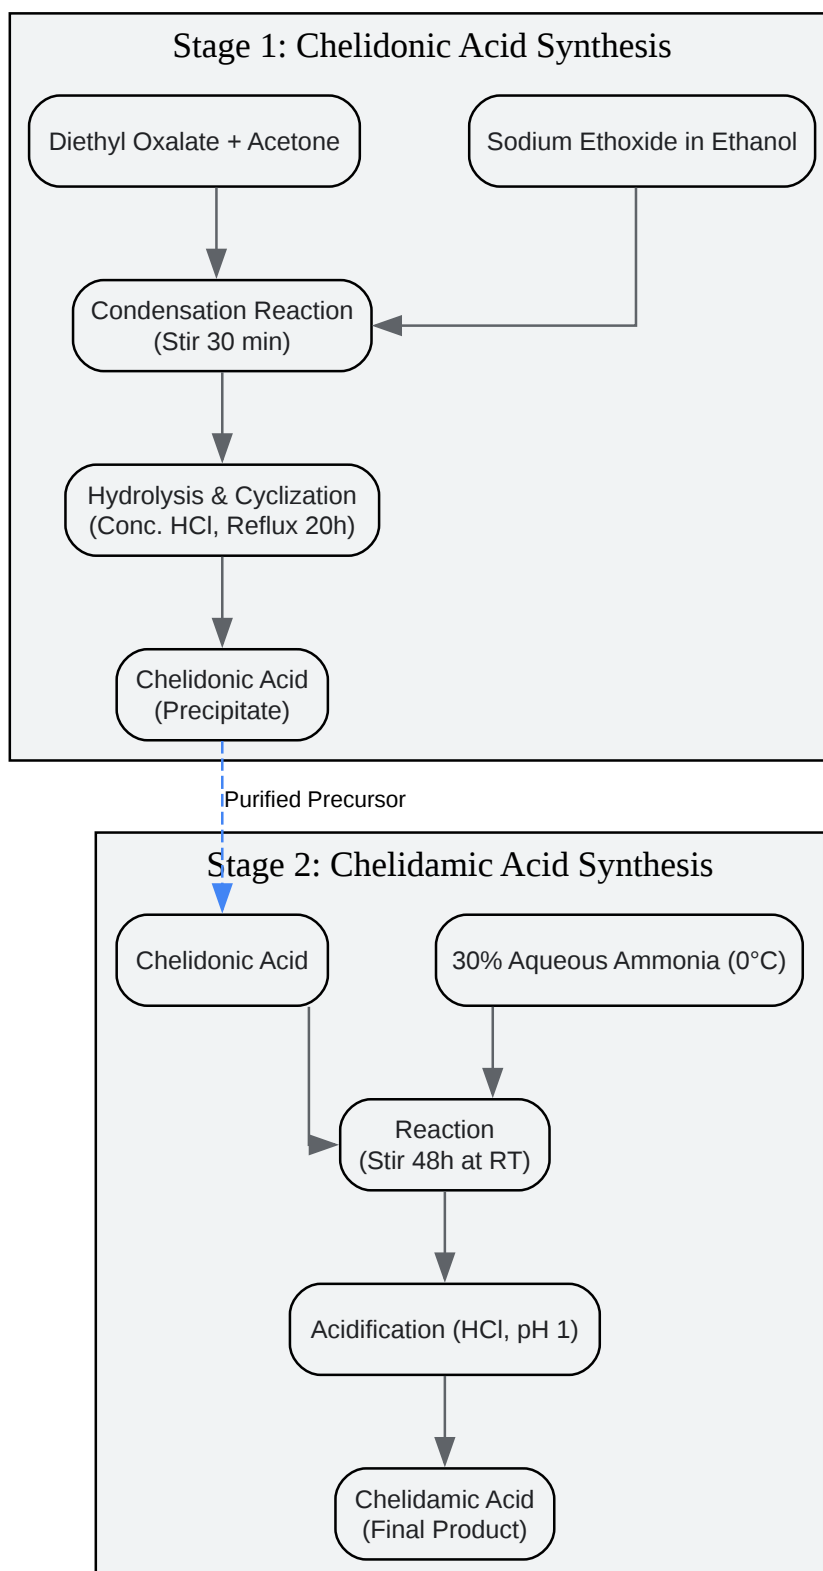 Stage 1: Chelidonic Acid Synthesis
Diethyl Oxalate + Acetone
Sodium Ethoxide in Ethanol
Condensation Reaction
(Stir 30 min)
Hydrolysis & Cyclization
(Conc. HCl, Reflux 20h)
Chelidonic Acid
(Precipitate)
Purified Precursor
Stage 2: Chelidamic Acid Synthesis
Chelidonic Acid
30% Aqueous Ammonia (0°C)
Reaction
(Stir 48h at RT)
Acidification (HCl, pH 1)
Chelidamic Acid
(Final Product)